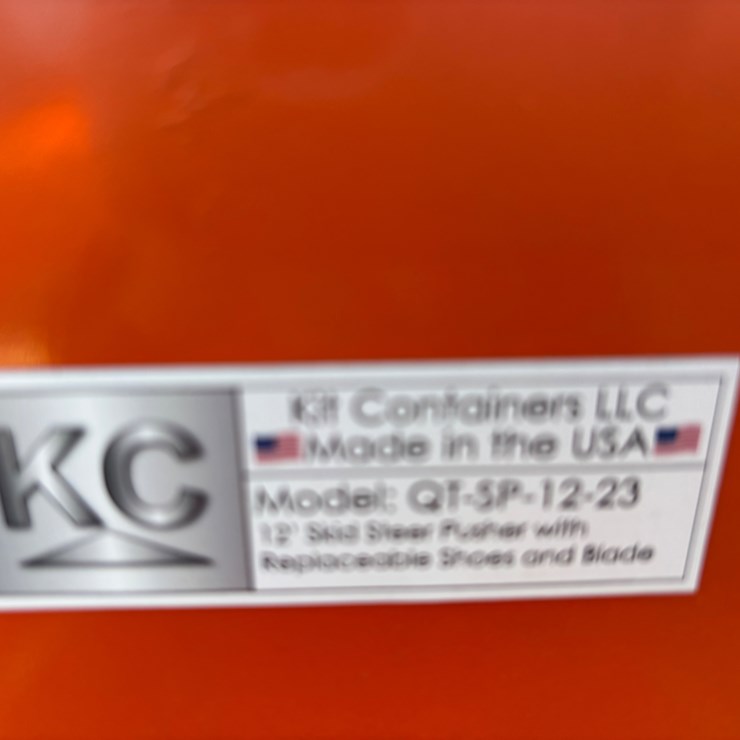 KC
Kit Containers LLC
Made in the USA
Model: QT-SP-12-23
12' Skid Steer Pusher with
Replaceable Shoes and Blade